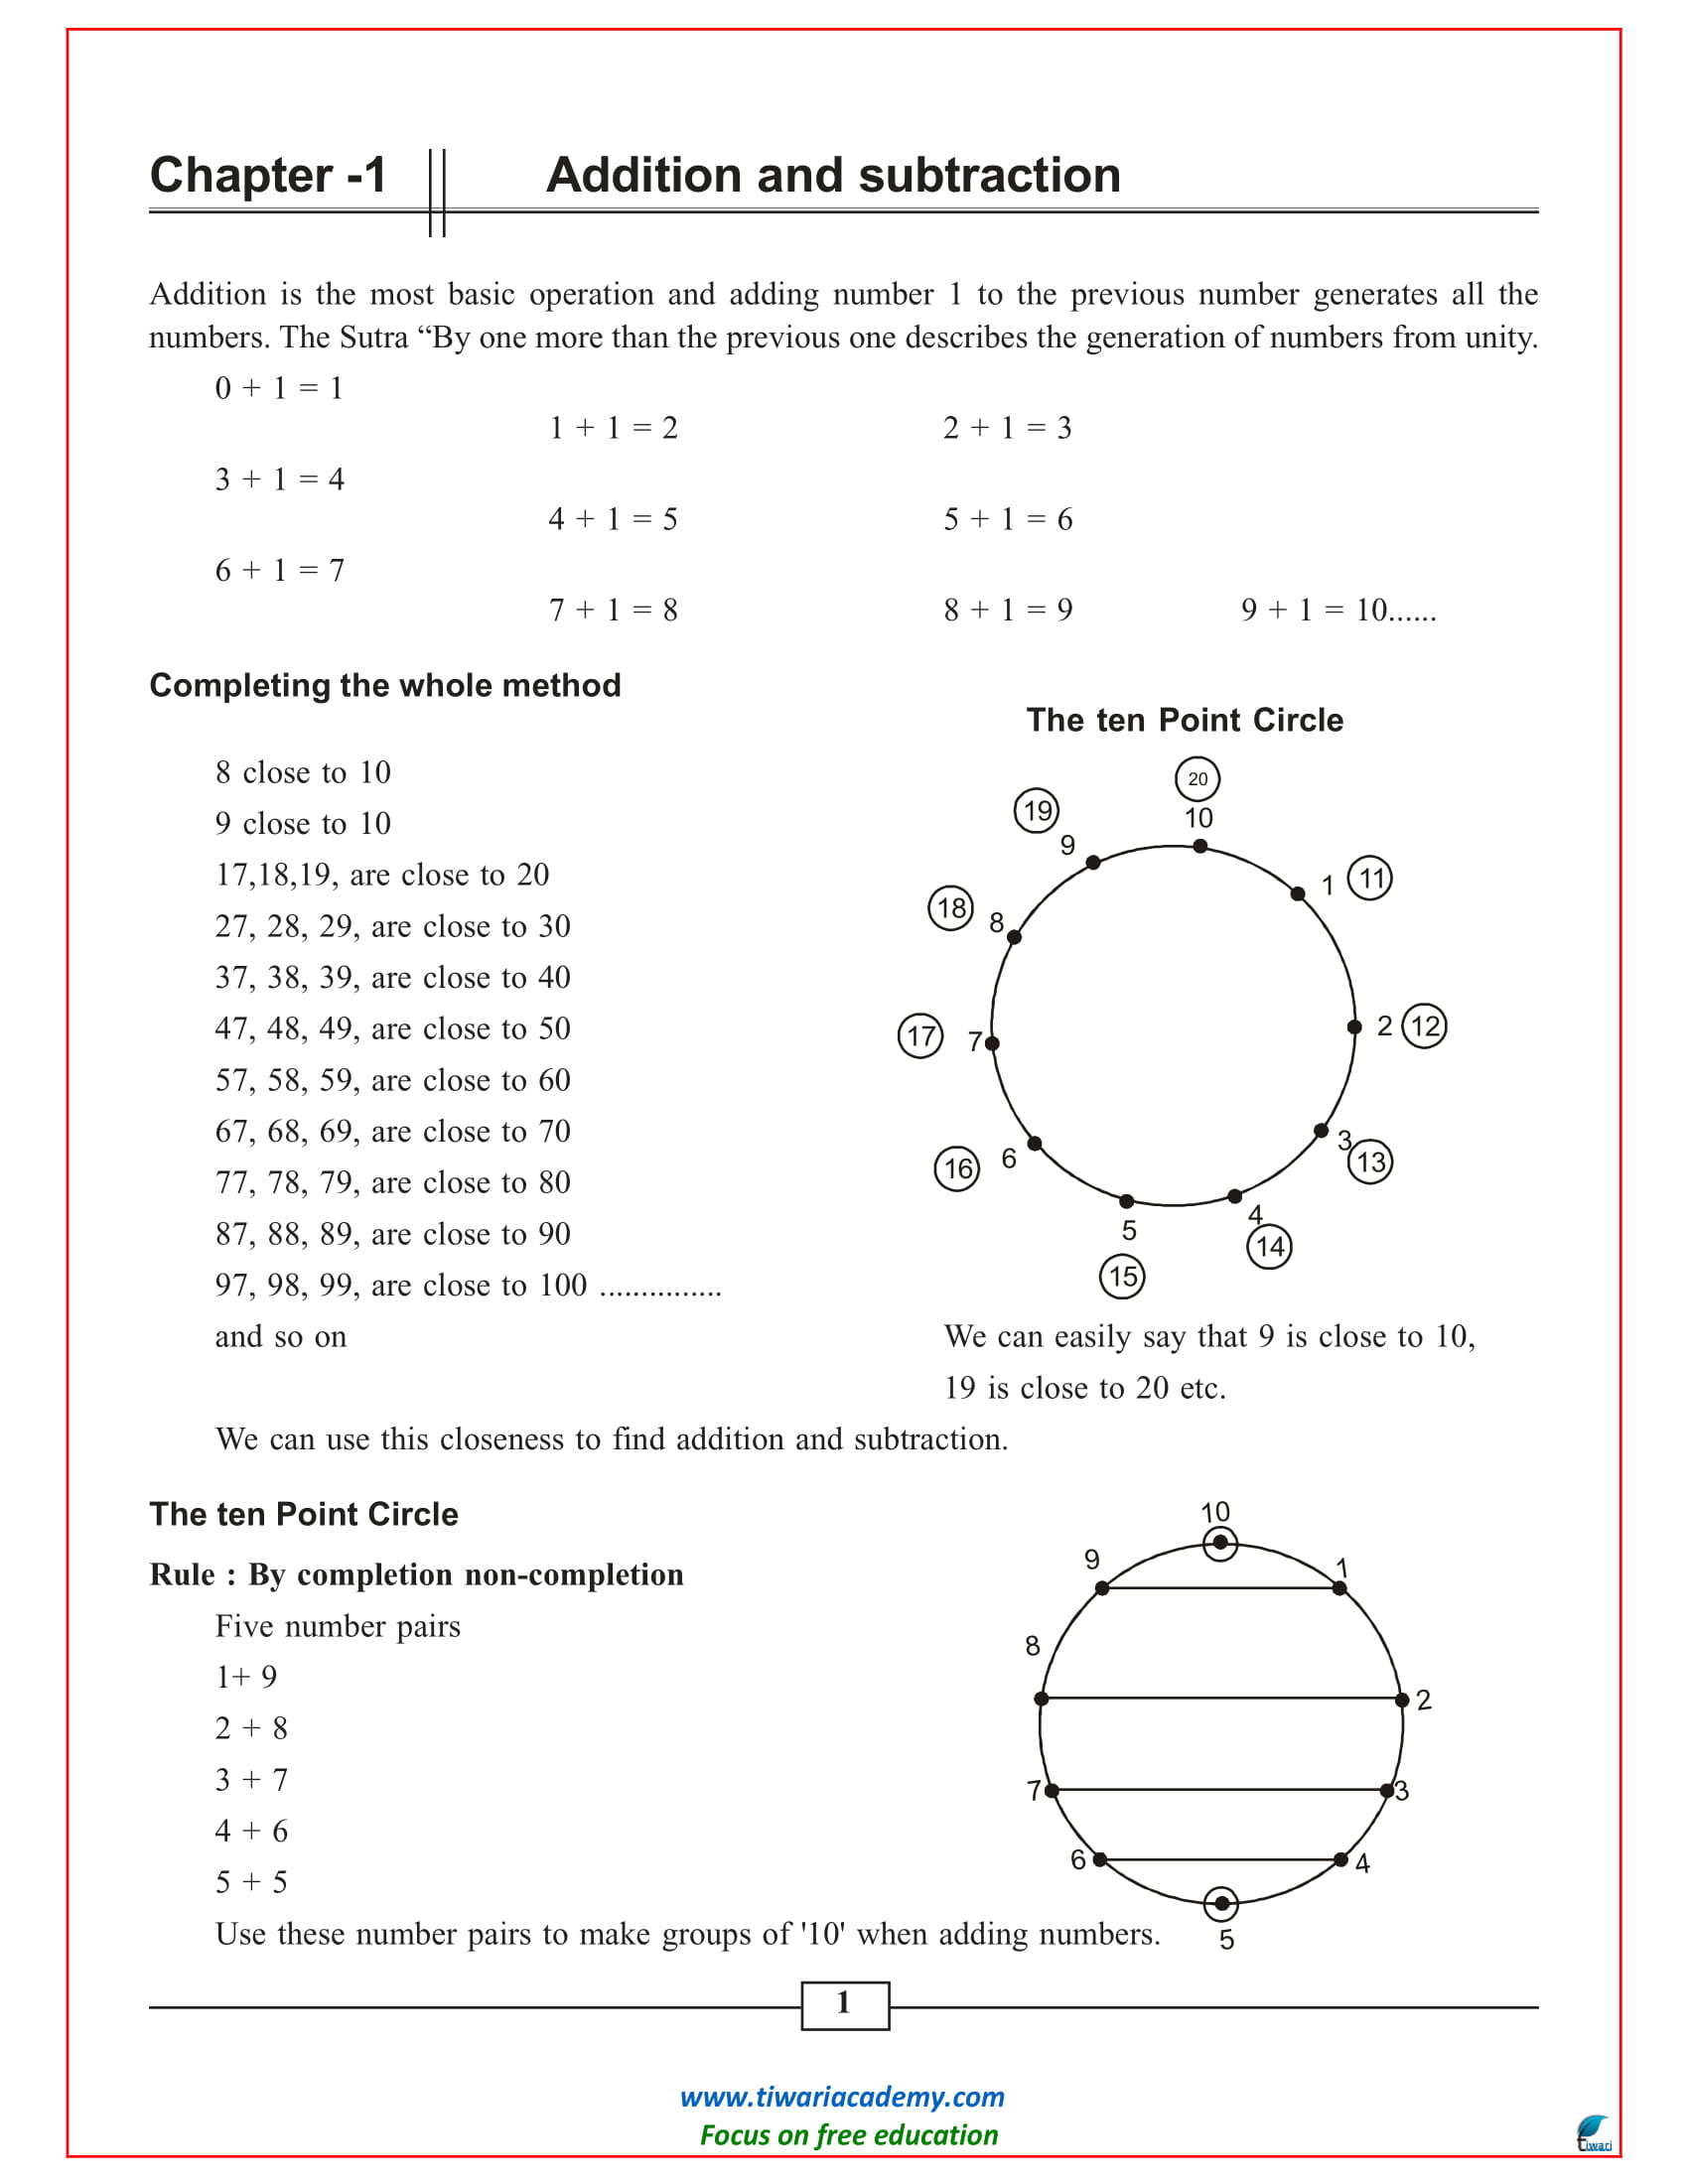 Chapter -1 Addition and subtraction
Addition is the most basic operation and adding number 1 to the previous number generates all the
numbers. The Sutra “By one more than the previous one describes the generation of numbers from unity.
0 + 1 = 1
1 + 1 = 2 2 + 1 = 3
3 + 1 = 4
4 + 1 = 5 5 + 1 = 6
6 + 1 = 7
7 + 1 = 8 8 + 1 = 9 9 + 1 = 10......
Completing the whole method
8 close to 10
9 close to 10
17,18,19, are close to 20
27, 28, 29, are close to 30
37, 38, 39, are close to 40
47, 48, 49, are close to 50
57, 58, 59, are close to 60
67, 68, 69, are close to 70
77, 78, 79, are close to 80
87, 88, 89, are close to 90
97, 98, 99, are close to 100 ...............
and so on
The ten Point Circle
20
10
19
9
1 11
18
8
2 12
17 7
3
13
16 6
4
14
5
15
We can easily say that 9 is close to 10,
19 is close to 20 etc.
We can use this closeness to find addition and subtraction.
The ten Point Circle
Rule : By completion non-completion
Five number pairs
1+ 9
2 + 8
3 + 7
4 + 6
5 + 5
10
9
1
8
2
7
3
6
4
5
Use these number pairs to make groups of '10' when adding numbers.
1
www.tiwariacademy.com
Focus on free education
Tiwari